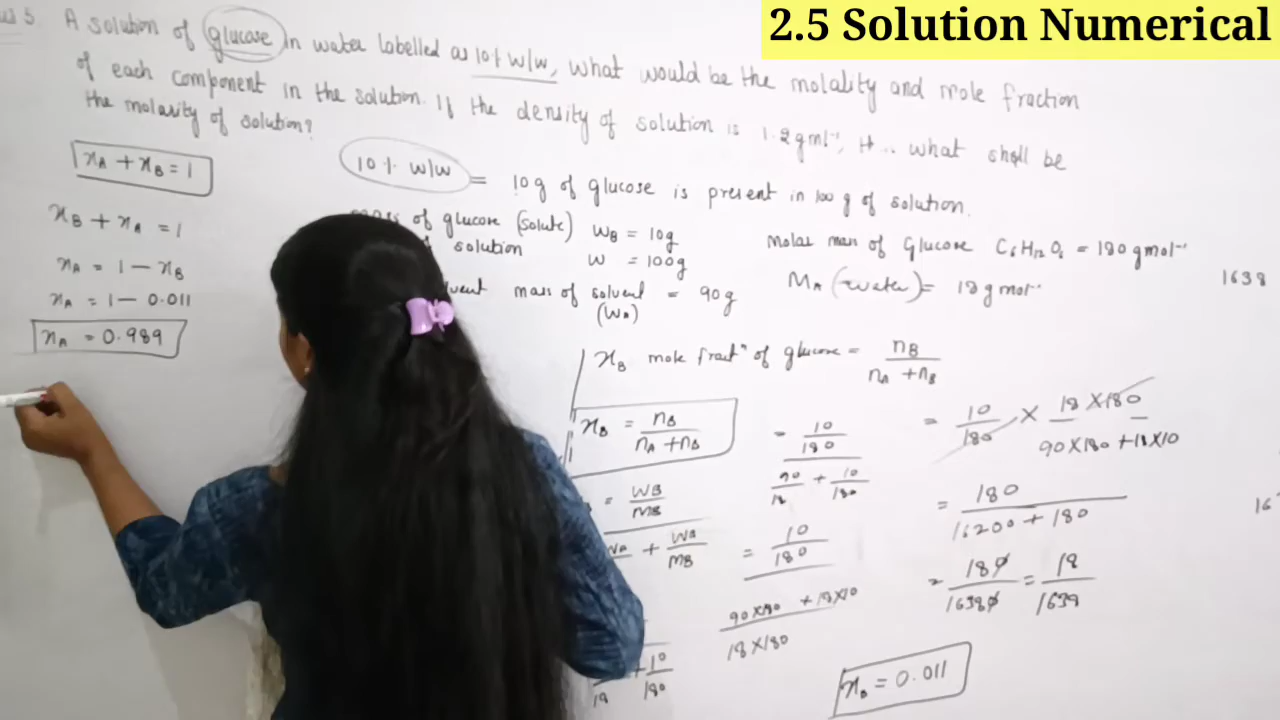 2.5 Solution Numerical
A solution of glucose in water labelled as 10% w/w, what would be the molality and mole fraction
of each component in the solution. If the density of solution is 1.2 gml⁻¹, then what shall be
the molarity of solution?
xA + xB = 1
xB + xA = 1
xA = 1 - xB
xA = 1 - 0.011
xA = 0.989
10% w/w = 10g of glucose is present in 100 g of solution.
of glucose (solute) WB = 10g
solution W = 100g
mass of solvent = 90g
(WA)
Molar mass of Glucose C6H12O6 = 180 gmol⁻¹
MA (water) = 18 g mol⁻¹
1638
xB mole fractⁿ of glucose = nB / nA + nB
xB = nB / nA + nB
= WB / MB
+ WB / MB
+ 10 / 180
18
= 10/180 / 90/18 + 10/180
= 10/180
90×180 + 18×10 / 18×180
= 10/180 × 18×180 / 90×180 + 18×10
= 180 / 16200 + 180
= 180 / 16380 = 18 / 1638
xB = 0.011